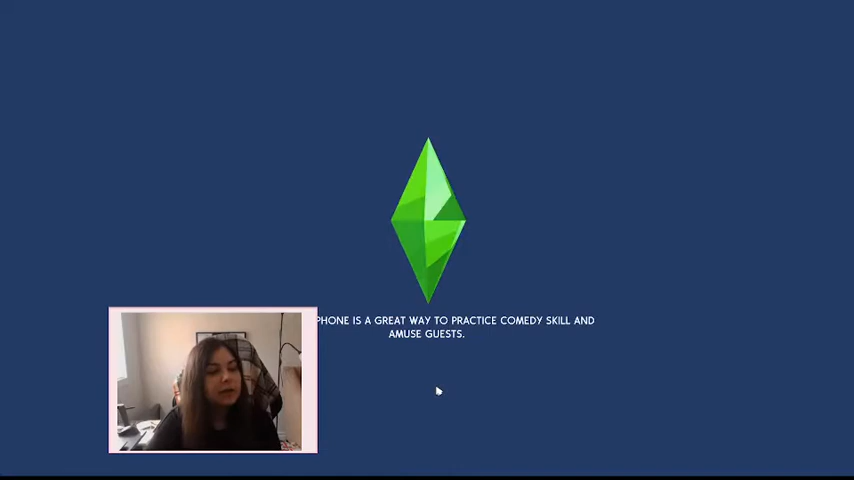 PHONE IS A GREAT WAY TO PRACTICE COMEDY SKILL AND
AMUSE GUESTS.